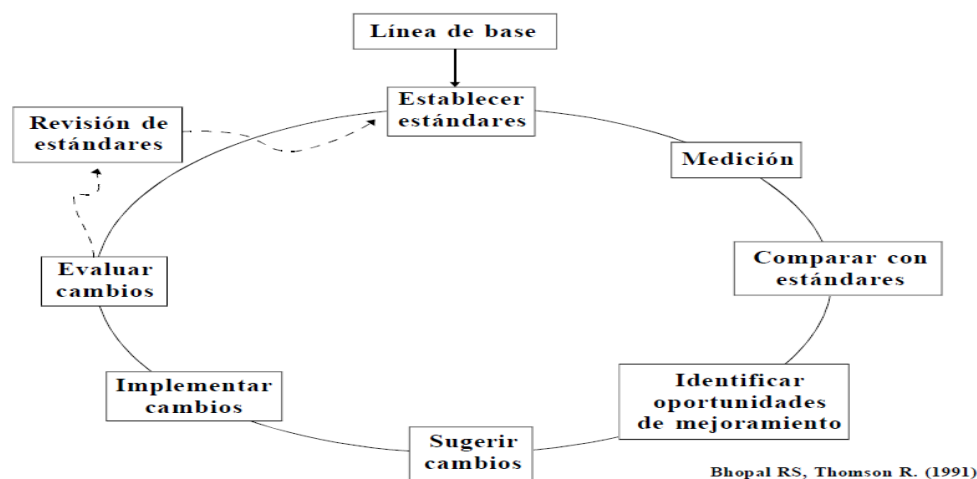 Línea de base
Establecer
estándares
Revisión de
estándares
Medición
Comparar con
estándares
Evaluar
cambios
Identificar
oportunidades
de mejoramiento
Implementar
cambios
Sugerir
cambios
Bhopal RS, Thomson R. (1991)